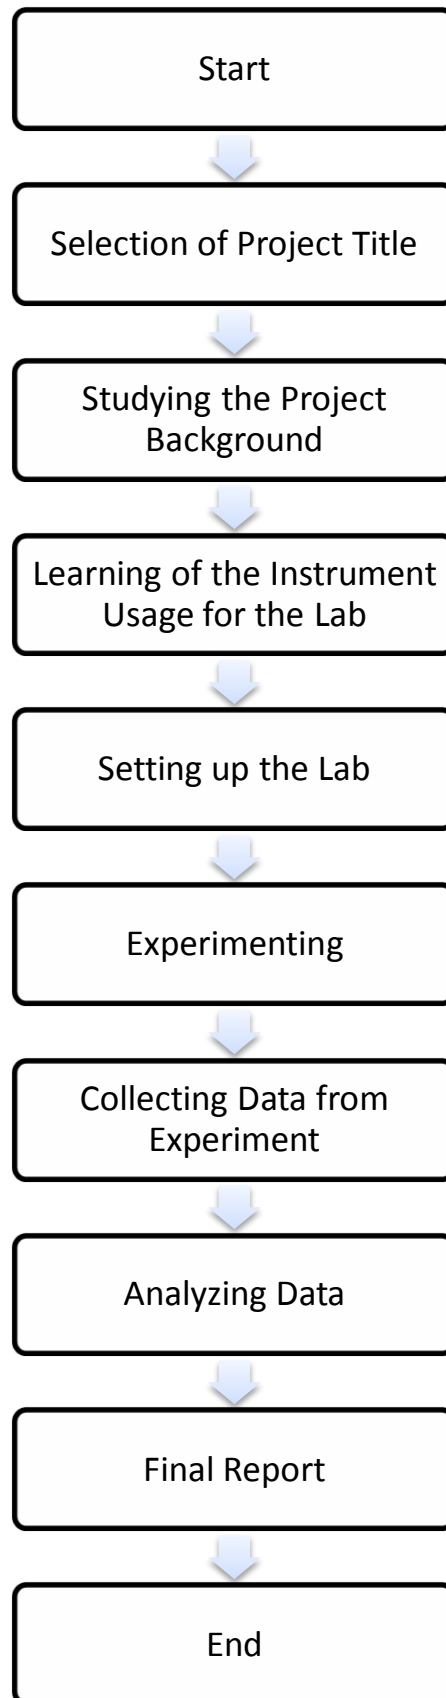 Start
Selection of Project Title
Studying the Project
Background
Learning of the Instrument
Usage for the Lab
Setting up the Lab
Experimenting
Collecting Data from
Experiment
Analyzing Data
Final Report
End